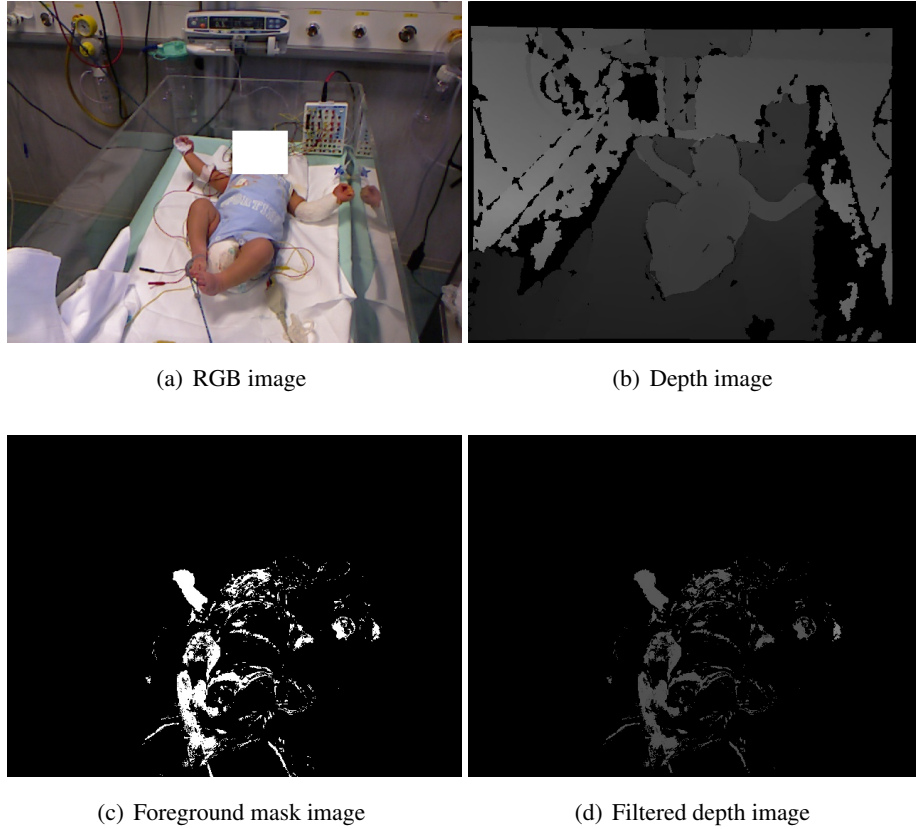 (a) RGB image
(b) Depth image
(c) Foreground mask image
(d) Filtered depth image